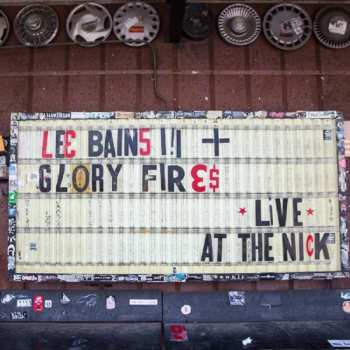 LEE BAINS III +
GLORY FIRES
LiVE
AT THE NICK